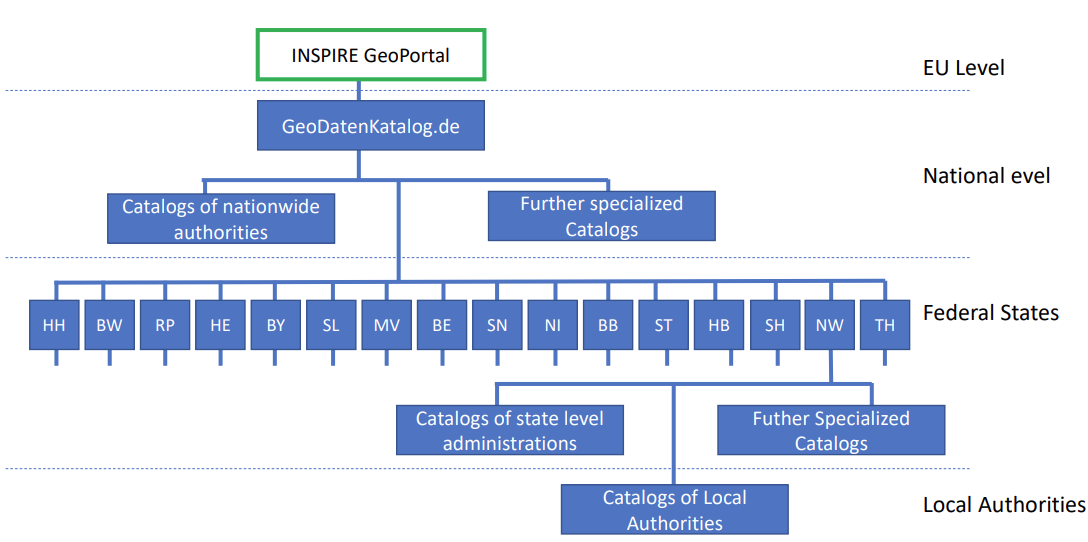 INSPIRE GeoPortal
EU Level
GeoDatenKatalog.de
National evel
Catalogs of nationwide
authorities
Further specialized
Catalogs
Federal States
HH BW RP HE BY SL MV BE SN NI BB ST HB SH NW TH
Catalogs of state level
administrations
Futher Specialized
Catalogs
Catalogs of Local
Authorities
Local Authorities